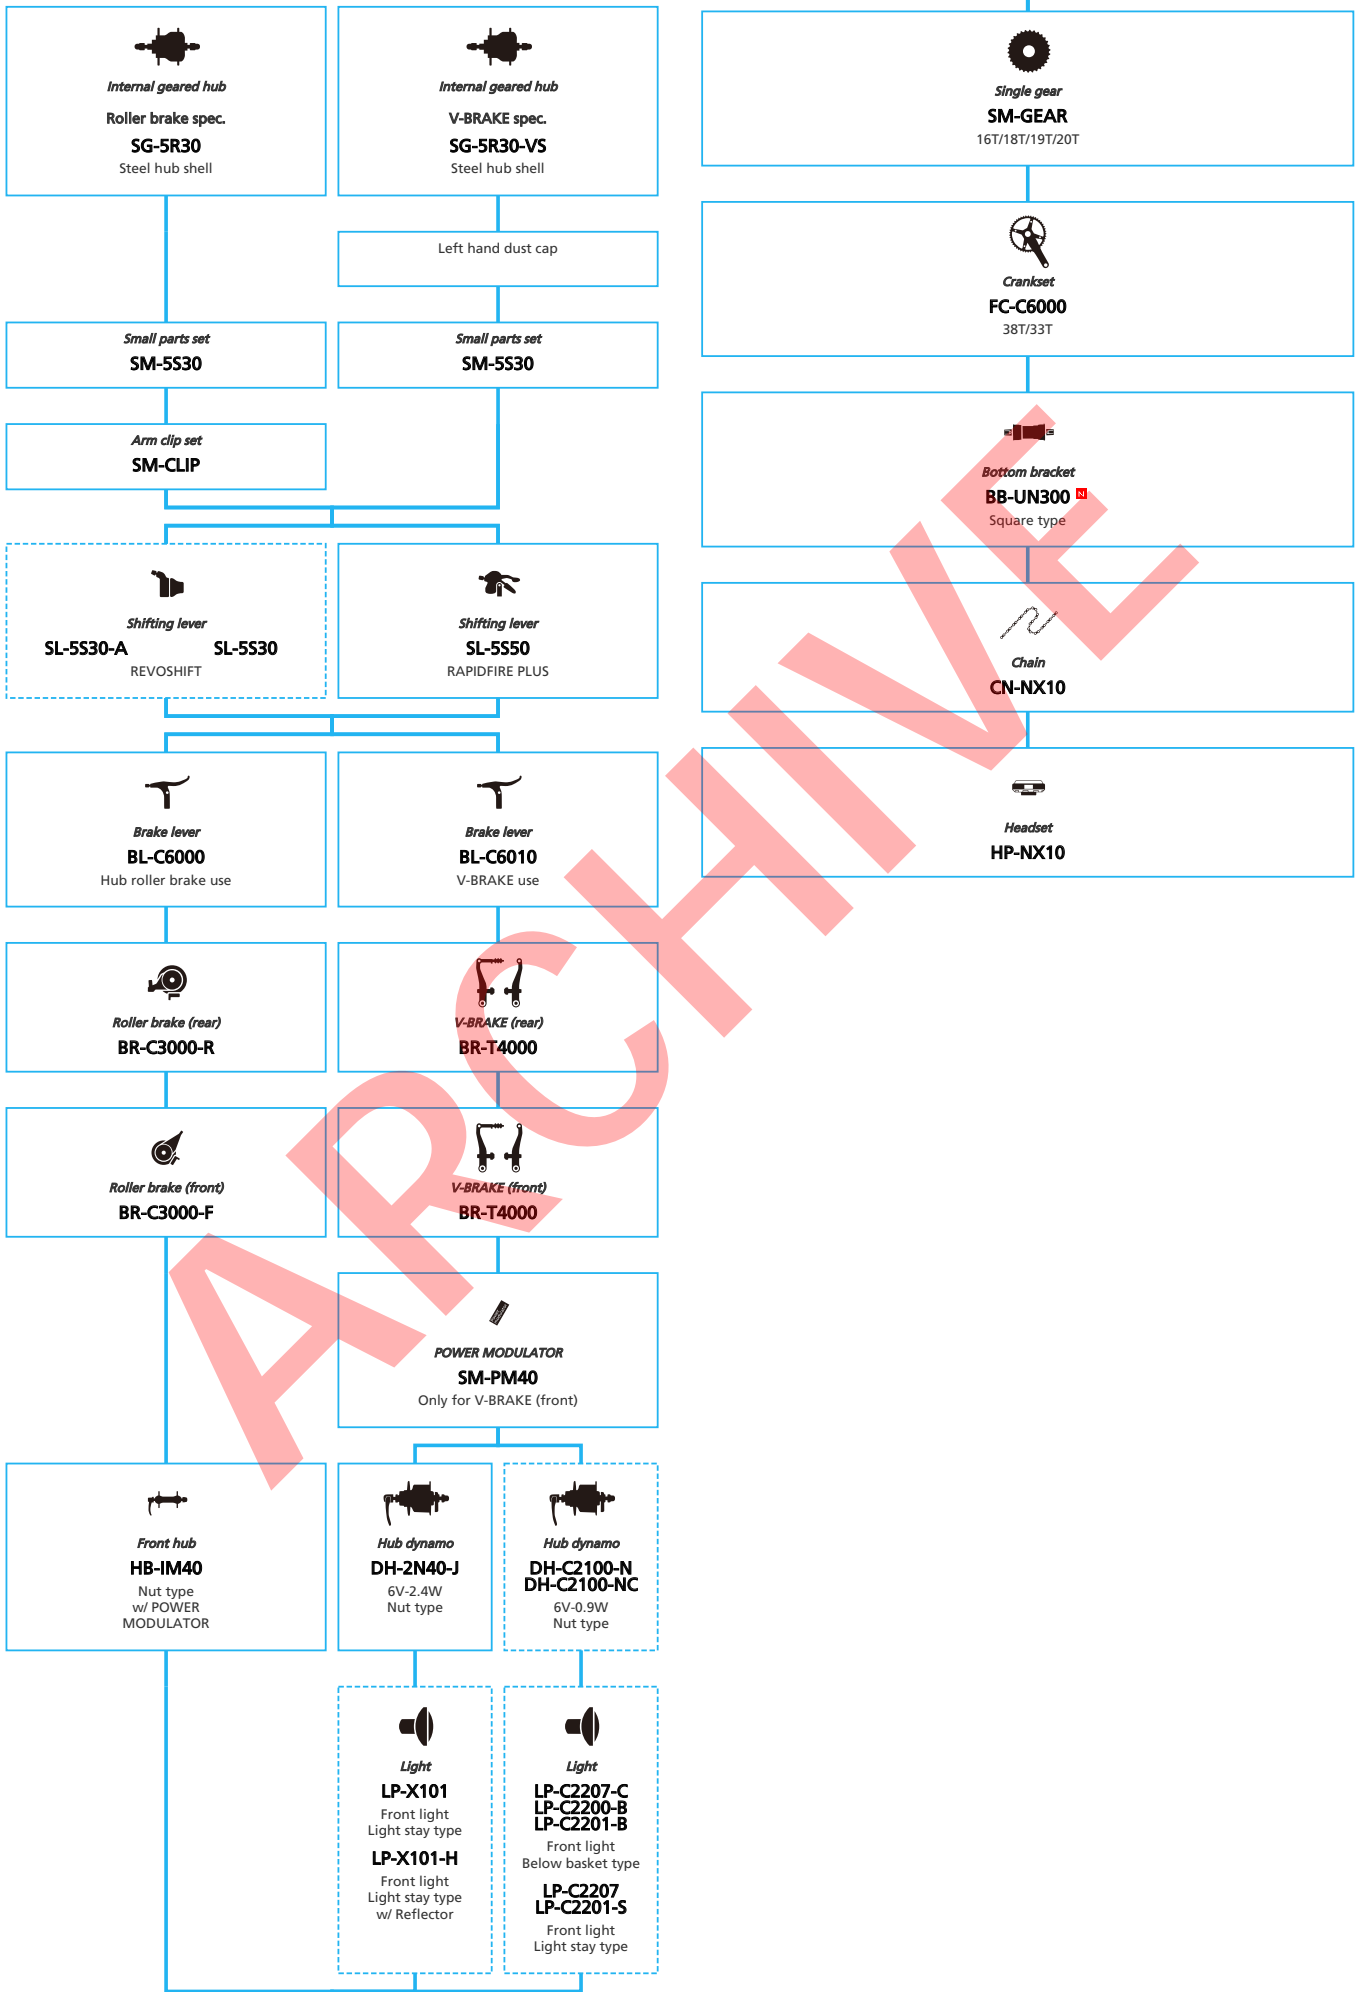 Internal geared hub
Roller brake spec.
SG-5R30
Steel hub shell
Internal geared hub
V-BRAKE spec.
SG-5R30-VS
Steel hub shell
Left hand dust cap
Small parts set
SM-5S30
Small parts set
SM-5S30
Arm clip set
SM-CLIP
Shifting lever
SL-5S30-A SL-5S30
REVOSHIFT
Shifting lever
SL-5S50
RAPIDFIRE PLUS
Brake lever
BL-C6000
Hub roller brake use
Brake lever
BL-C6010
V-BRAKE use
Roller brake (rear)
BR-C3000-R
V-BRAKE (rear)
BR-T4000
Roller brake (front)
BR-C3000-F
V-BRAKE (front)
BR-T4000
POWER MODULATOR
SM-PM40
Only for V-BRAKE (front)
Front hub
HB-IM40
Nut type
w/ POWER
MODULATOR
Hub dynamo
DH-2N40-J
6V-2.4W
Nut type
Hub dynamo
DH-C2100-N
DH-C2100-NC
6V-0.9W
Nut type
Light
LP-X101
Front light
Light stay type
LP-X101-H
Front light
Light stay type
w/ Reflector
Light
LP-C2207-C
LP-C2200-B
LP-C2201-B
Front light
Below basket type
LP-C2207
LP-C2201-S
Front light
Light stay type
Single gear
SM-GEAR
16T/18T/19T/20T
Crankset
FC-C6000
38T/33T
Bottom bracket
BB-UN300 N
Square type
Chain
CN-NX10
Headset
HP-NX10
ARCHIVE